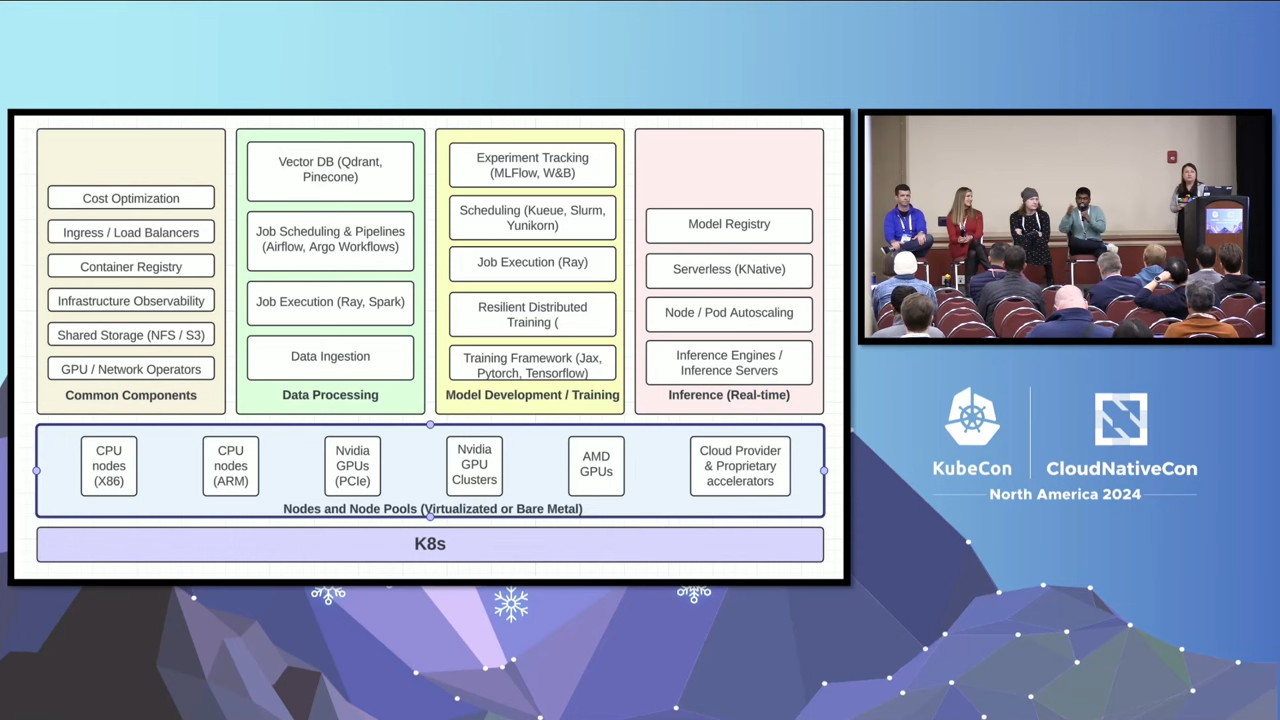 Cost Optimization
Ingress / Load Balancers
Container Registry
Infrastructure Observability
Shared Storage (NFS / S3)
GPU / Network Operators
Common Components
Vector DB (Qdrant,
Pinecone)
Job Scheduling & Pipelines
(Airflow, Argo Workflows)
Job Execution (Ray, Spark)
Data Ingestion
Data Processing
Experiment Tracking
(MLFlow, W&B)
Scheduling (Kueue, Slurm,
Yunikorn)
Job Execution (Ray)
Resilient Distributed
Training (
Training Framework (Jax,
Pytorch, Tensorflow)
Model Development / Training
Model Registry
Serverless (KNative)
Node / Pod Autoscaling
Inference Engines /
Inference Servers
Inference (Real-time)
CPU
nodes
(X86)
CPU
nodes
(ARM)
Nvidia
GPUs
(PCIe)
Nvidia
GPU
Clusters
AMD
GPUs
Cloud Provider
& Proprietary
accelerators
Nodes and Node Pools (Virtualizated or Bare Metal)
K8s
KubeCon
CloudNativeCon
North America 2024